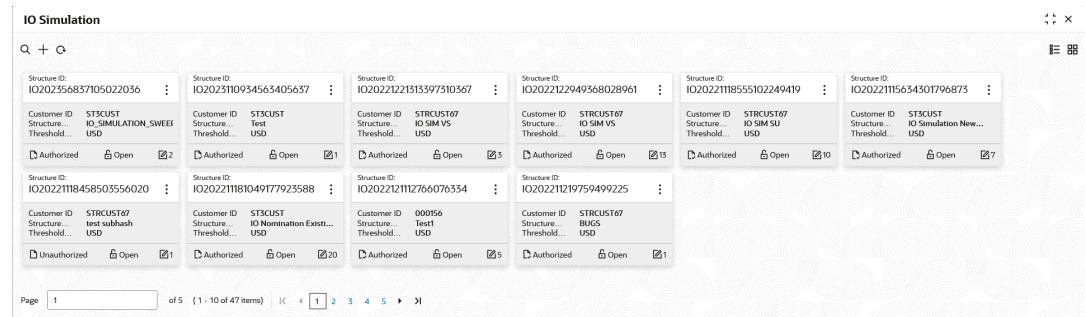 IO Simulation
Structure ID:
IO202356837105022036
Customer ID ST3CUST
Structure... IO_SIMULATION_SWEEF
Threshold... USD
Authorized Open 2
Structure ID:
IO2023110934563405637
Customer ID ST3CUST
Structure... Test
Threshold... USD
Authorized Open 1
Structure ID:
IO20221221313397310367
Customer ID STRCUST67
Structure... IO SIM VS
Threshold... USD
Authorized Open 3
Structure ID:
IO2022122949368028961
Customer ID STRCUST67
Structure... IO SIM VS
Threshold... USD
Authorized Open 13
Structure ID:
IO20221118555102249419
Customer ID STRCUST67
Structure... IO SIM SU
Threshold... USD
Authorized Open 10
Structure ID:
IO20221115634301796873
Customer ID ST3CUST
Structure... IO Simulation New...
Threshold... USD
Authorized Open 7
Structure ID:
IO20221118458503556020
Customer ID STRCUST67
Structure... test subhash
Threshold... USD
Unauthorized Open 1
Structure ID:
IO20221181049177923588
Customer ID ST3CUST
Structure... IO Nomination Existi...
Threshold... USD
Authorized Open 20
Structure ID:
IO2022121112766076334
Customer ID 000156
Structure... Test1
Threshold... USD
Authorized Open 5
Structure ID:
IO202211219759499225
Customer ID STRCUST67
Structure... BUGS
Threshold... USD
Authorized Open 1
Page 1 of 5 (1 - 10 of 47 items) 1 2 3 4 5